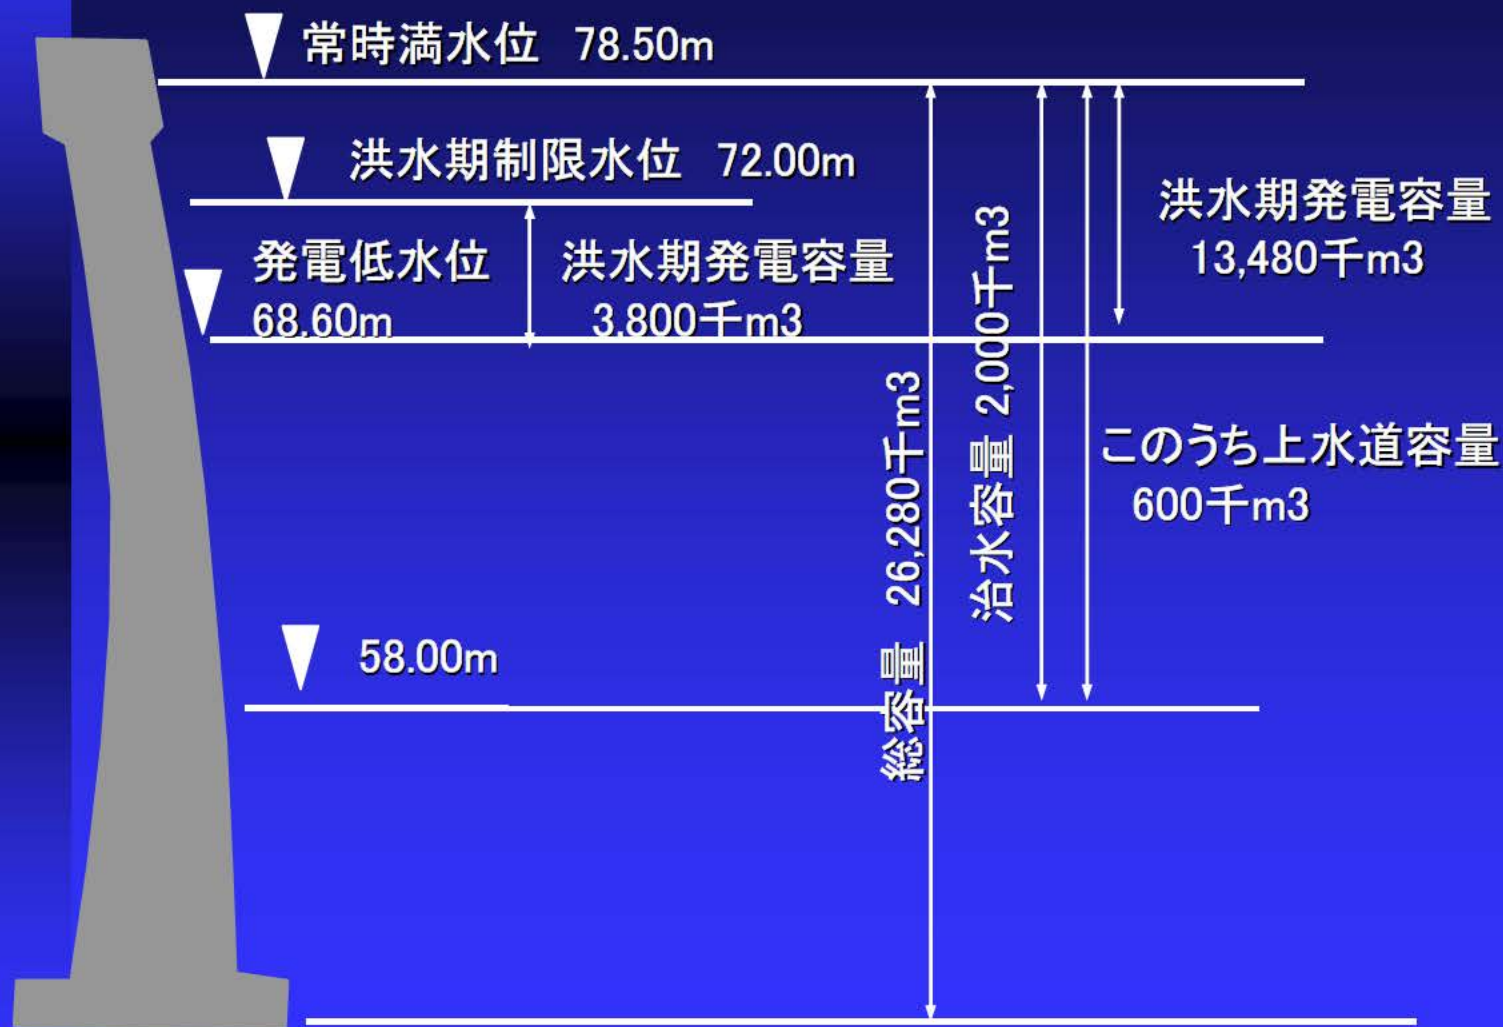 常時満水位 78.50m
洪水期制限水位 72.00m
発電低水位
68.60m
洪水期発電容量
3,800千m3
洪水期発電容量
13,480千m3
総容量 26,280千m3
治水容量 2,000千m3
このうち上水道容量
600千m3
58.00m